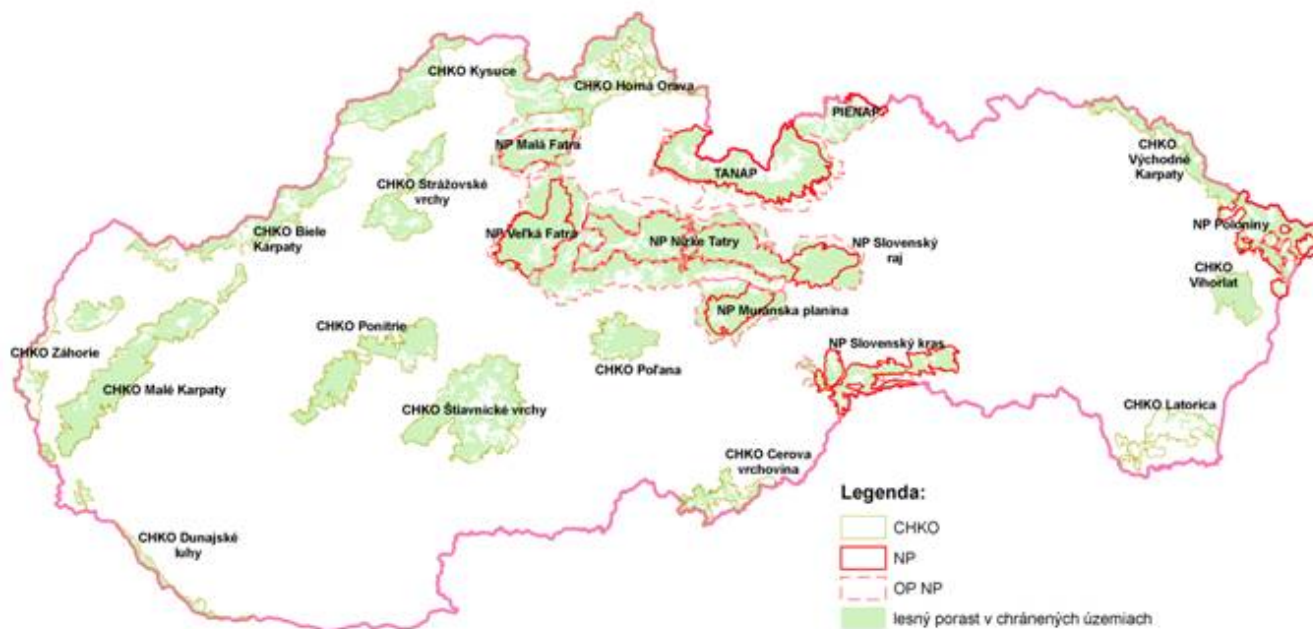 CHKO Kysuce
CHKO Horná Orava
PIENAP
NP Malá Fatra
TANAP
CHKO
Východné
Karpaty
CHKO Strážovské
vrchy
NP Poloniny
CHKO Biele
Karpaty
NP Veľká Fatra
NP Nízke Tatry
NP Slovenský
raj
CHKO
Vihorlat
NP Muránska planina
CHKO Ponitrie
CHKO Záhorie
NP Slovenský kras
CHKO Poľana
CHKO Malé Karpaty
CHKO Štiavnické vrchy
CHKO Latorica
CHKO Cerova
vrchovina
CHKO Dunajské
luhy
Legenda:
CHKO
NP
OP NP
lesný porast v chránených územiach